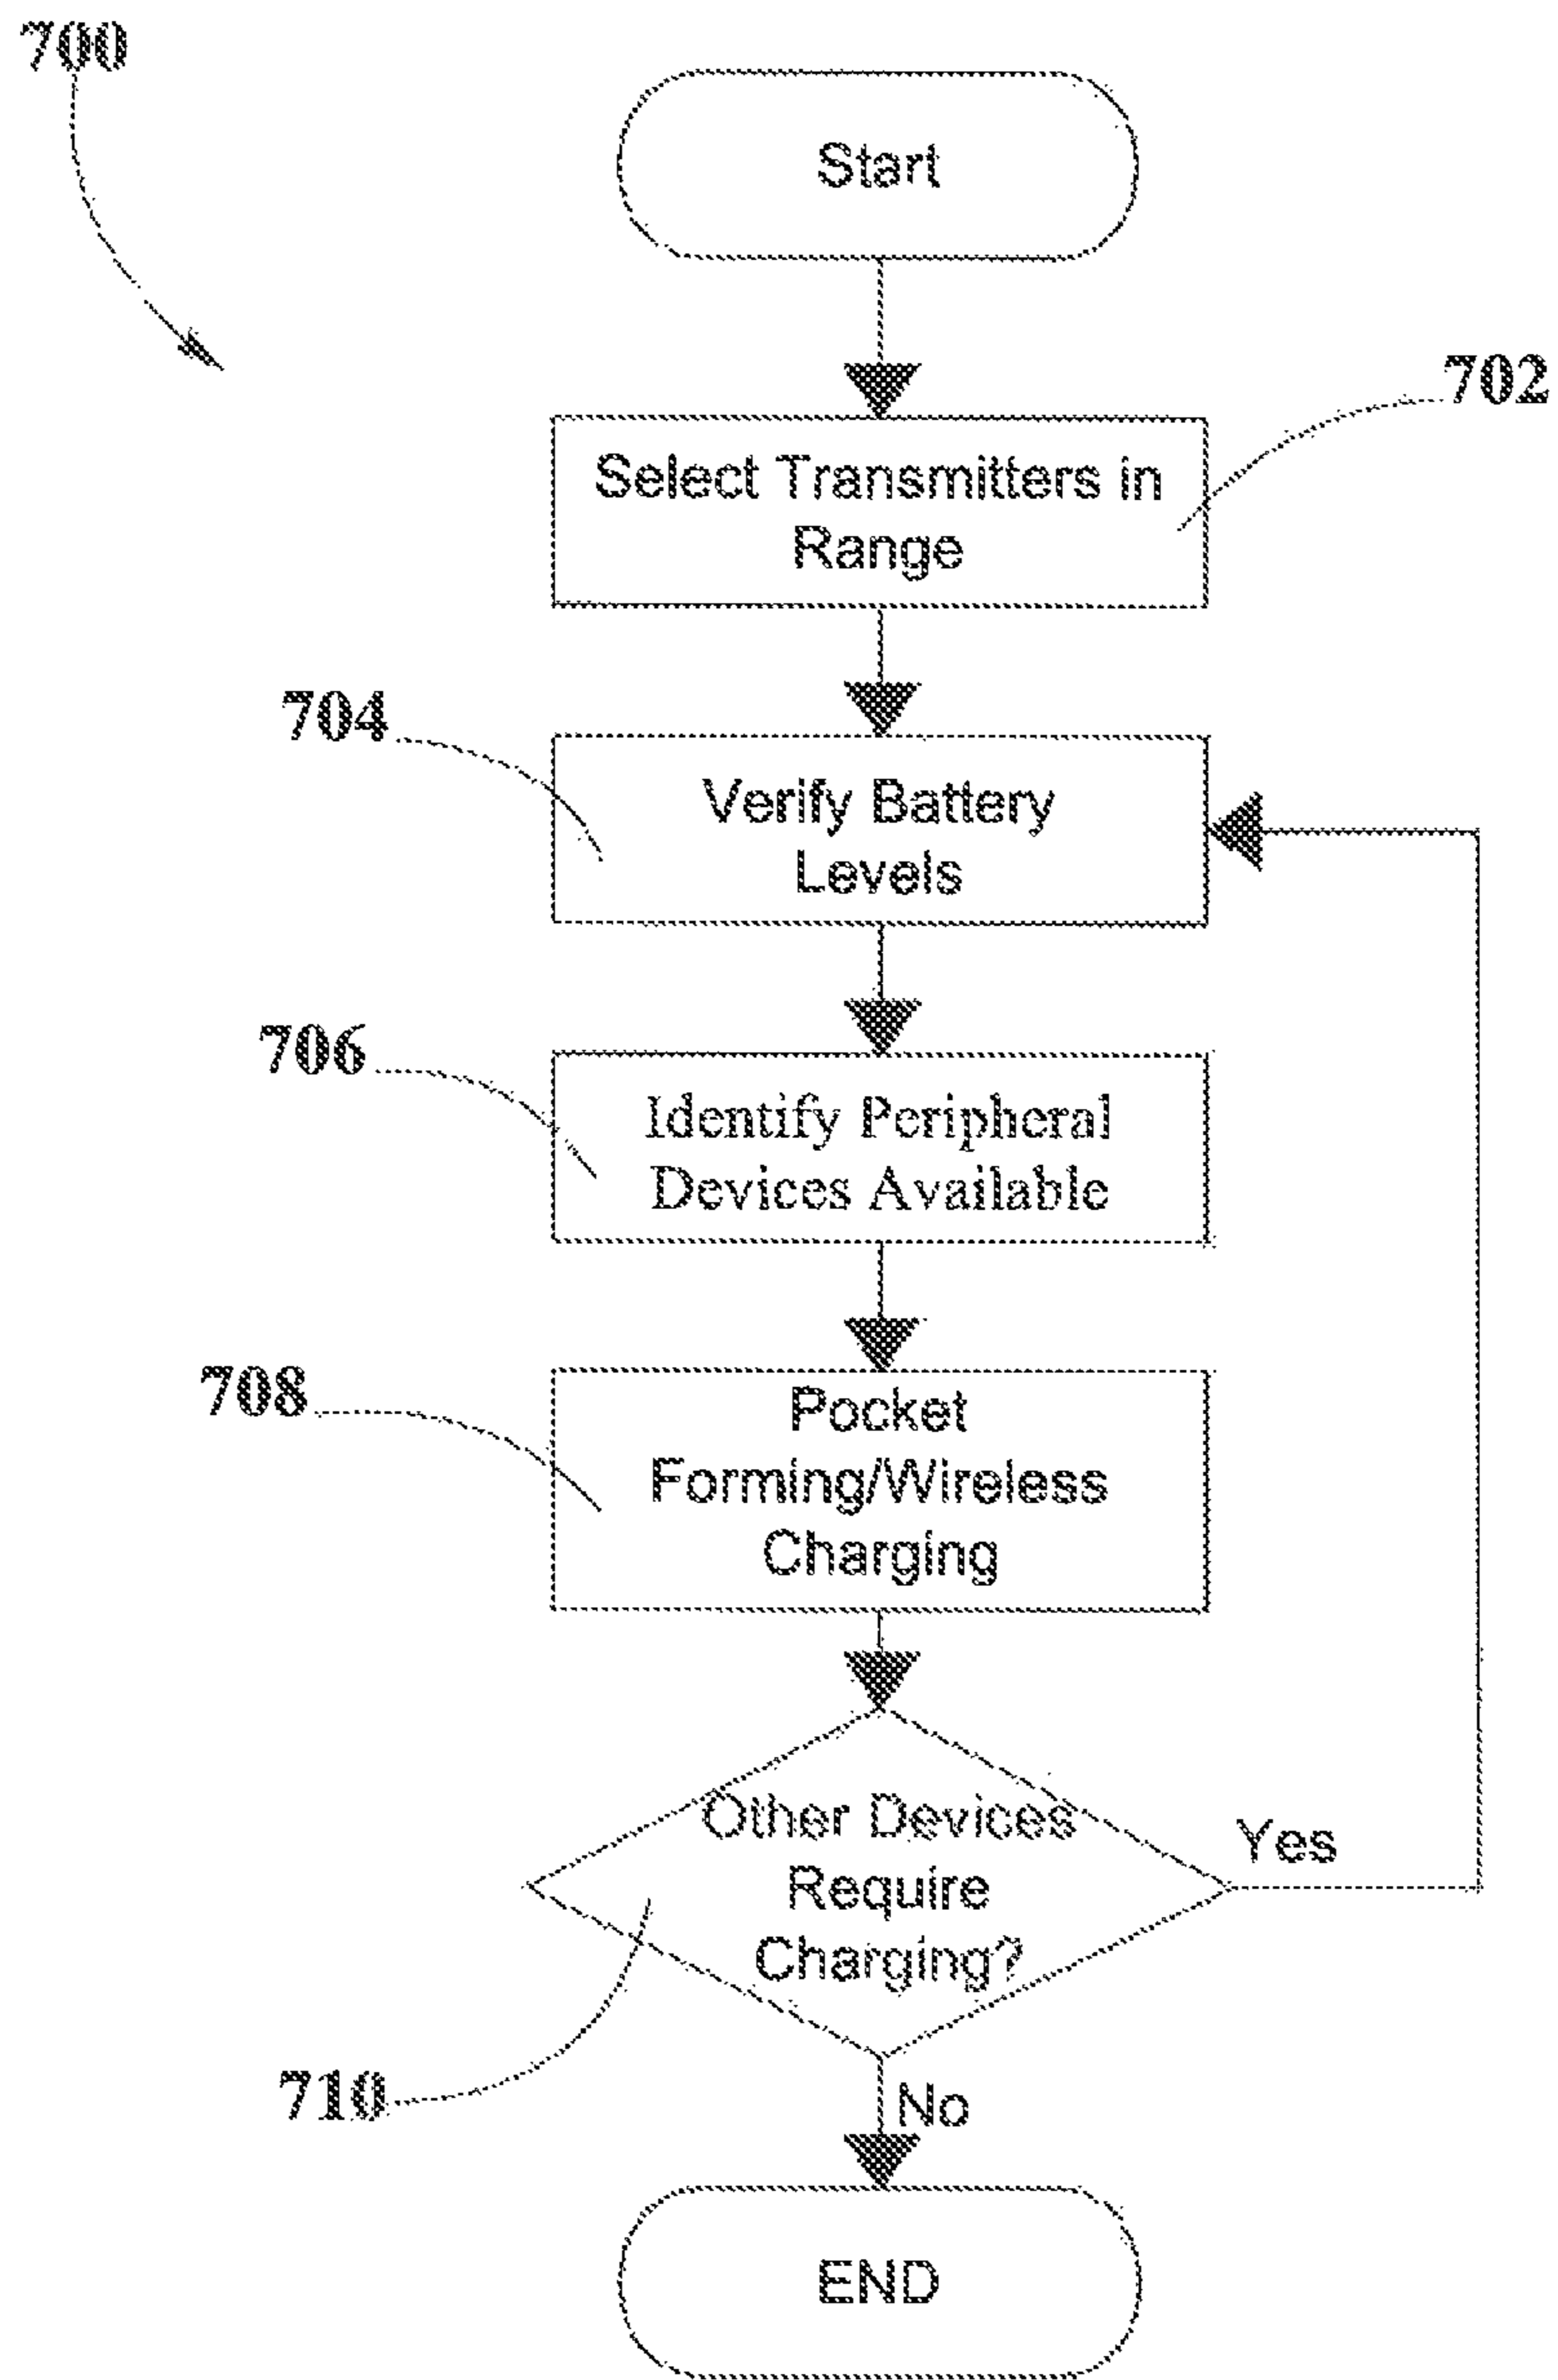 700
Start
702
Select Transmitters in
Range
704
Verify Battery
Levels
706
Identify Peripheral
Devices Available
708
Pocket
Forming/Wireless
Charging
Other Devices
Require
Charging?
Yes
710
No
END